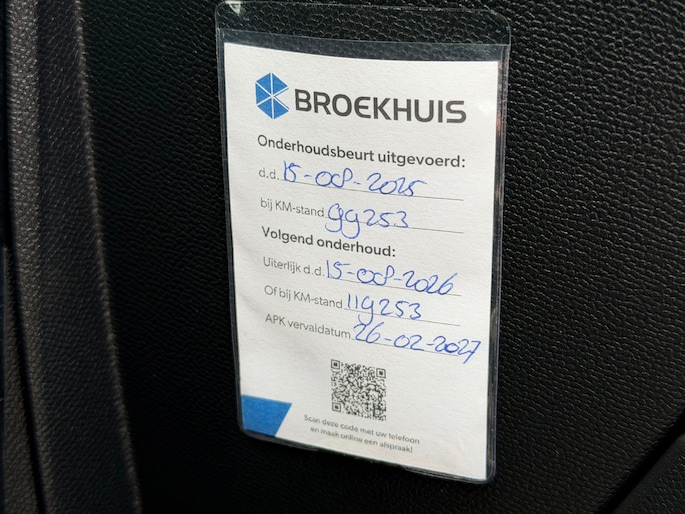 BROEKHUIS
Onderhoudsbeurt uitgevoerd:
d.d. 15-08-2025
bij KM-stand 99253
Volgend onderhoud:
Uiterlijk d.d. 15-08-2026
Of bij KM-stand 119253
APK vervaldatum 26-02-2027
Scan deze code met uw telefoon
en maak online een afspraak!